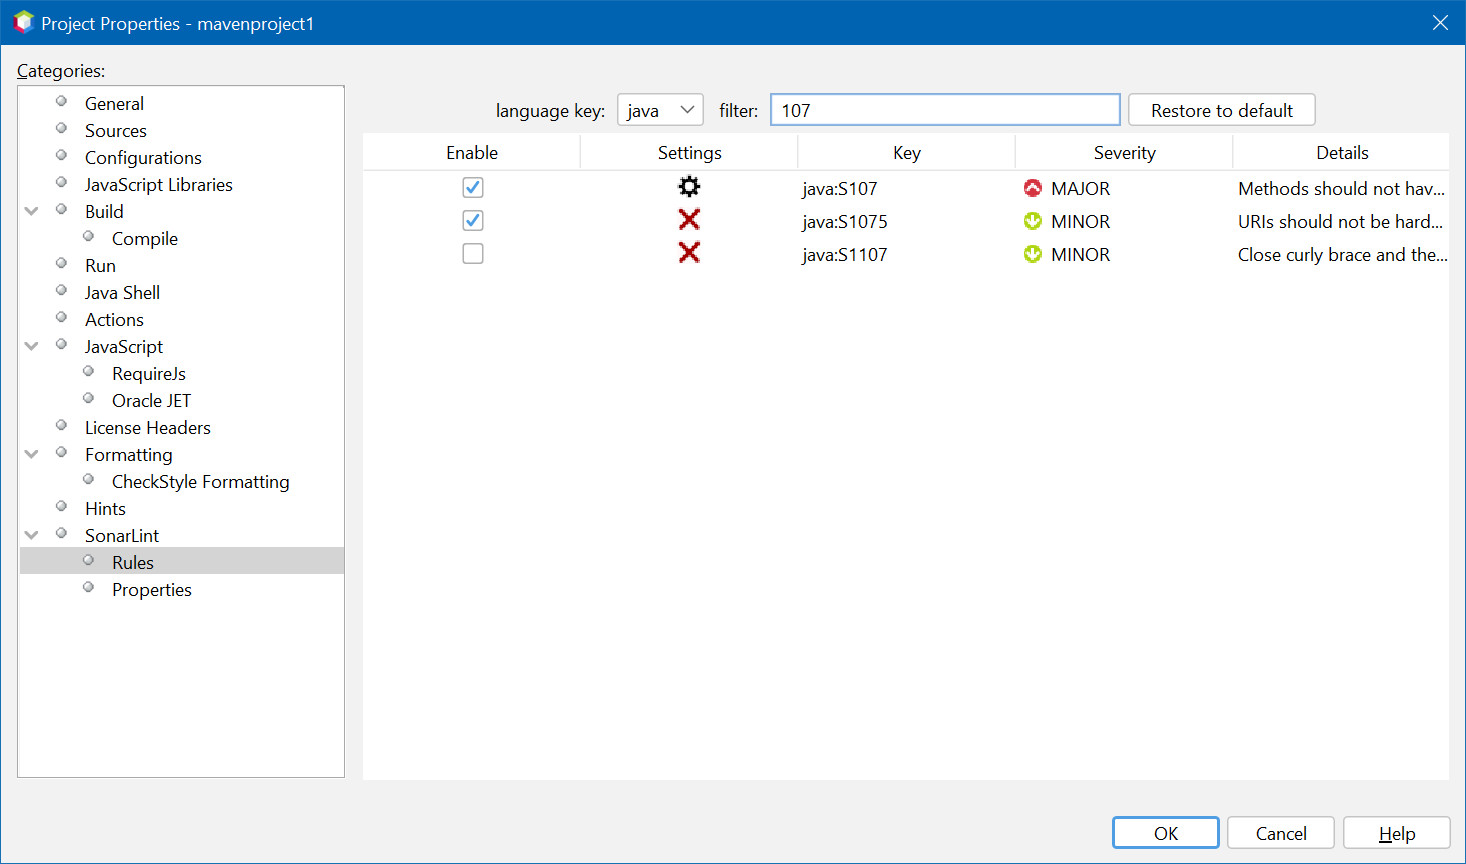 Project Properties - mavenproject1
Categories:
General
Sources
Configurations
JavaScript Libraries
Build
Compile
Run
Java Shell
Actions
JavaScript
RequireJs
Oracle JET
License Headers
Formatting
CheckStyle Formatting
Hints
SonarLint
Rules
Properties
language key: java filter: 107 Restore to default
Enable Settings Key Severity Details
java:S107 MAJOR Methods should not hav...
java:S1075 MINOR URIs should not be hard...
java:S1107 MINOR Close curly brace and the...
OK Cancel Help